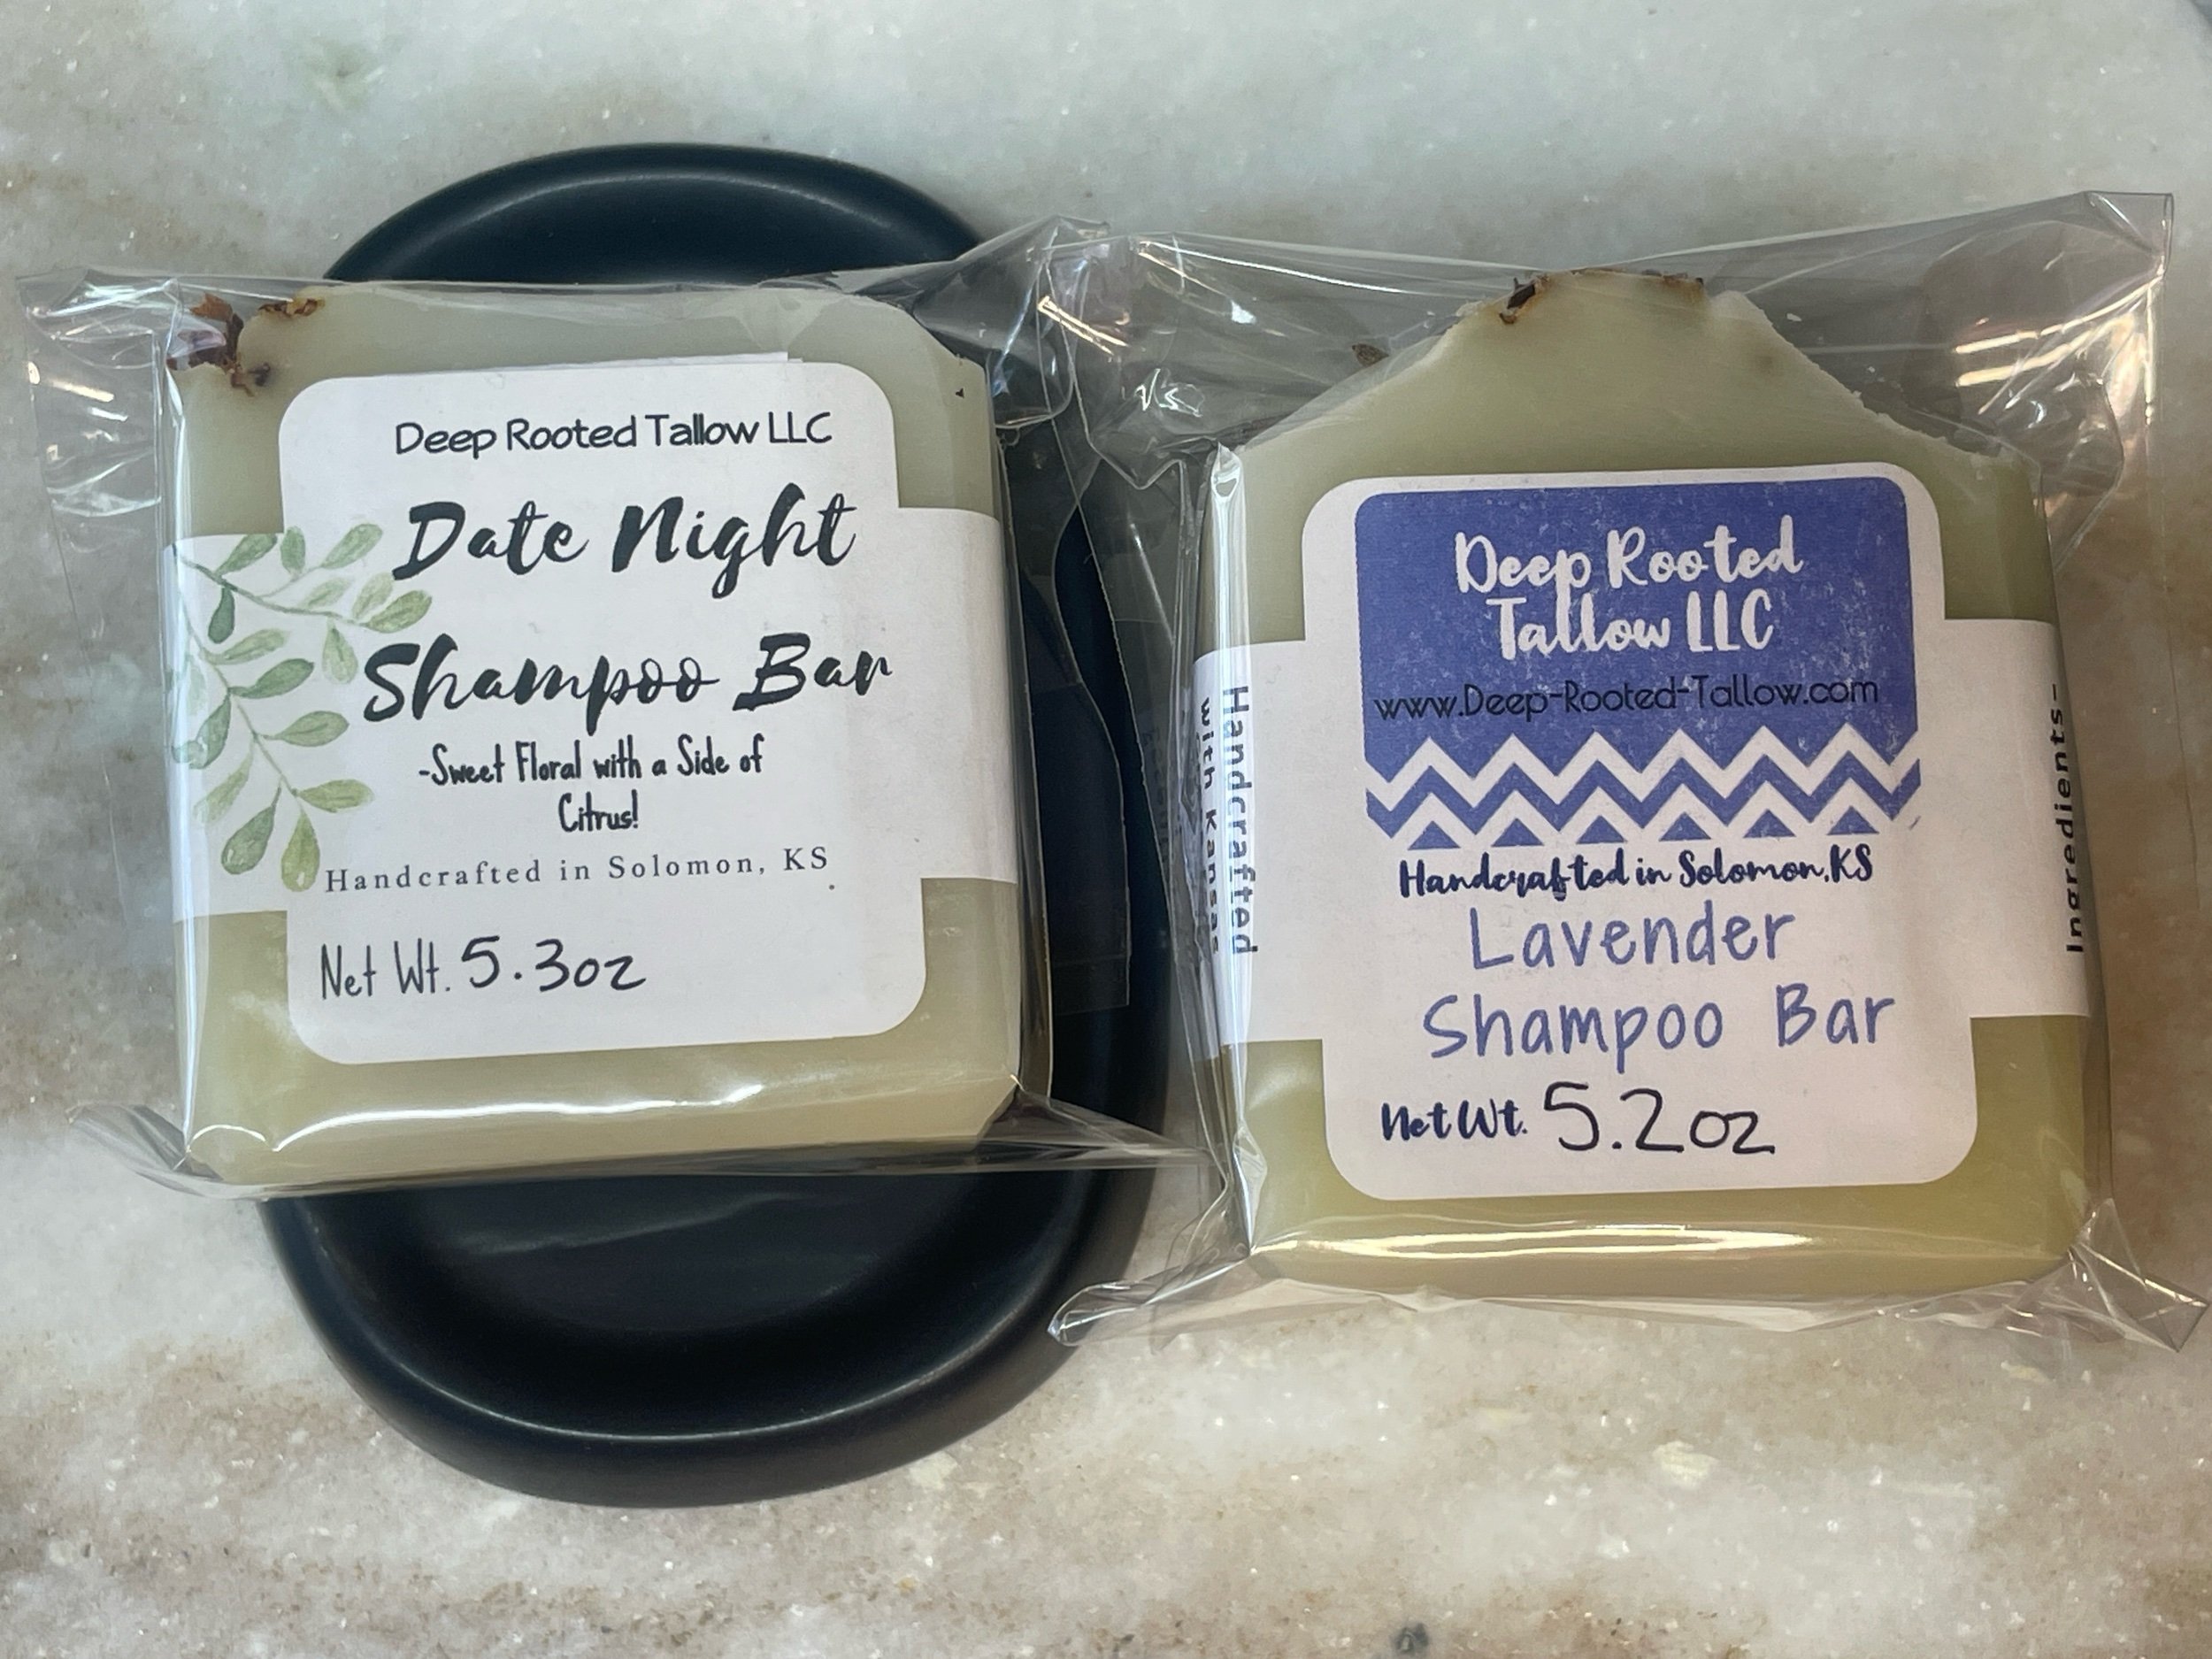 Deep Rooted Tallow LLC
Date Night
Shampoo Bar
-Sweet Floral with a Side of
Citrus!
Handcrafted in Solomon, KS
Net Wt. 5.3oz
Handcrafted
with Kansas
Deep Rooted
Tallow LLC
www.Deep-Rooted-Tallow.com
Handcrafted in Solomon,KS
Lavender
Shampoo Bar
Net Wt. 5.2oz
Ingredients-